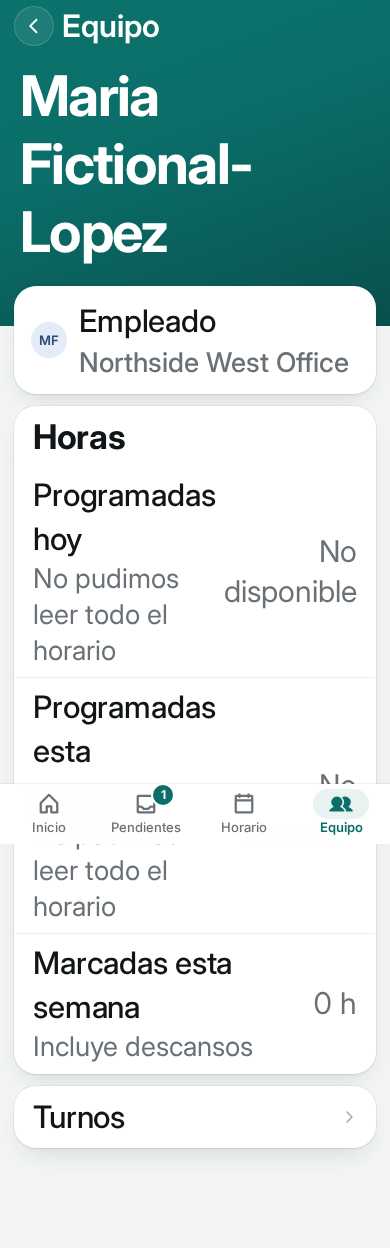 Equipo
Maria
Fictional-
Lopez
MF
Empleado
Northside West Office
Horas
Programadas
hoy
No pudimos
leer todo el
horario
No
disponible
Programadas
esta
No
1
Inicio
Pendientes
Horario
Equipo
leer todo el
horario
Marcadas esta
semana
Incluye descansos
0 h
Turnos